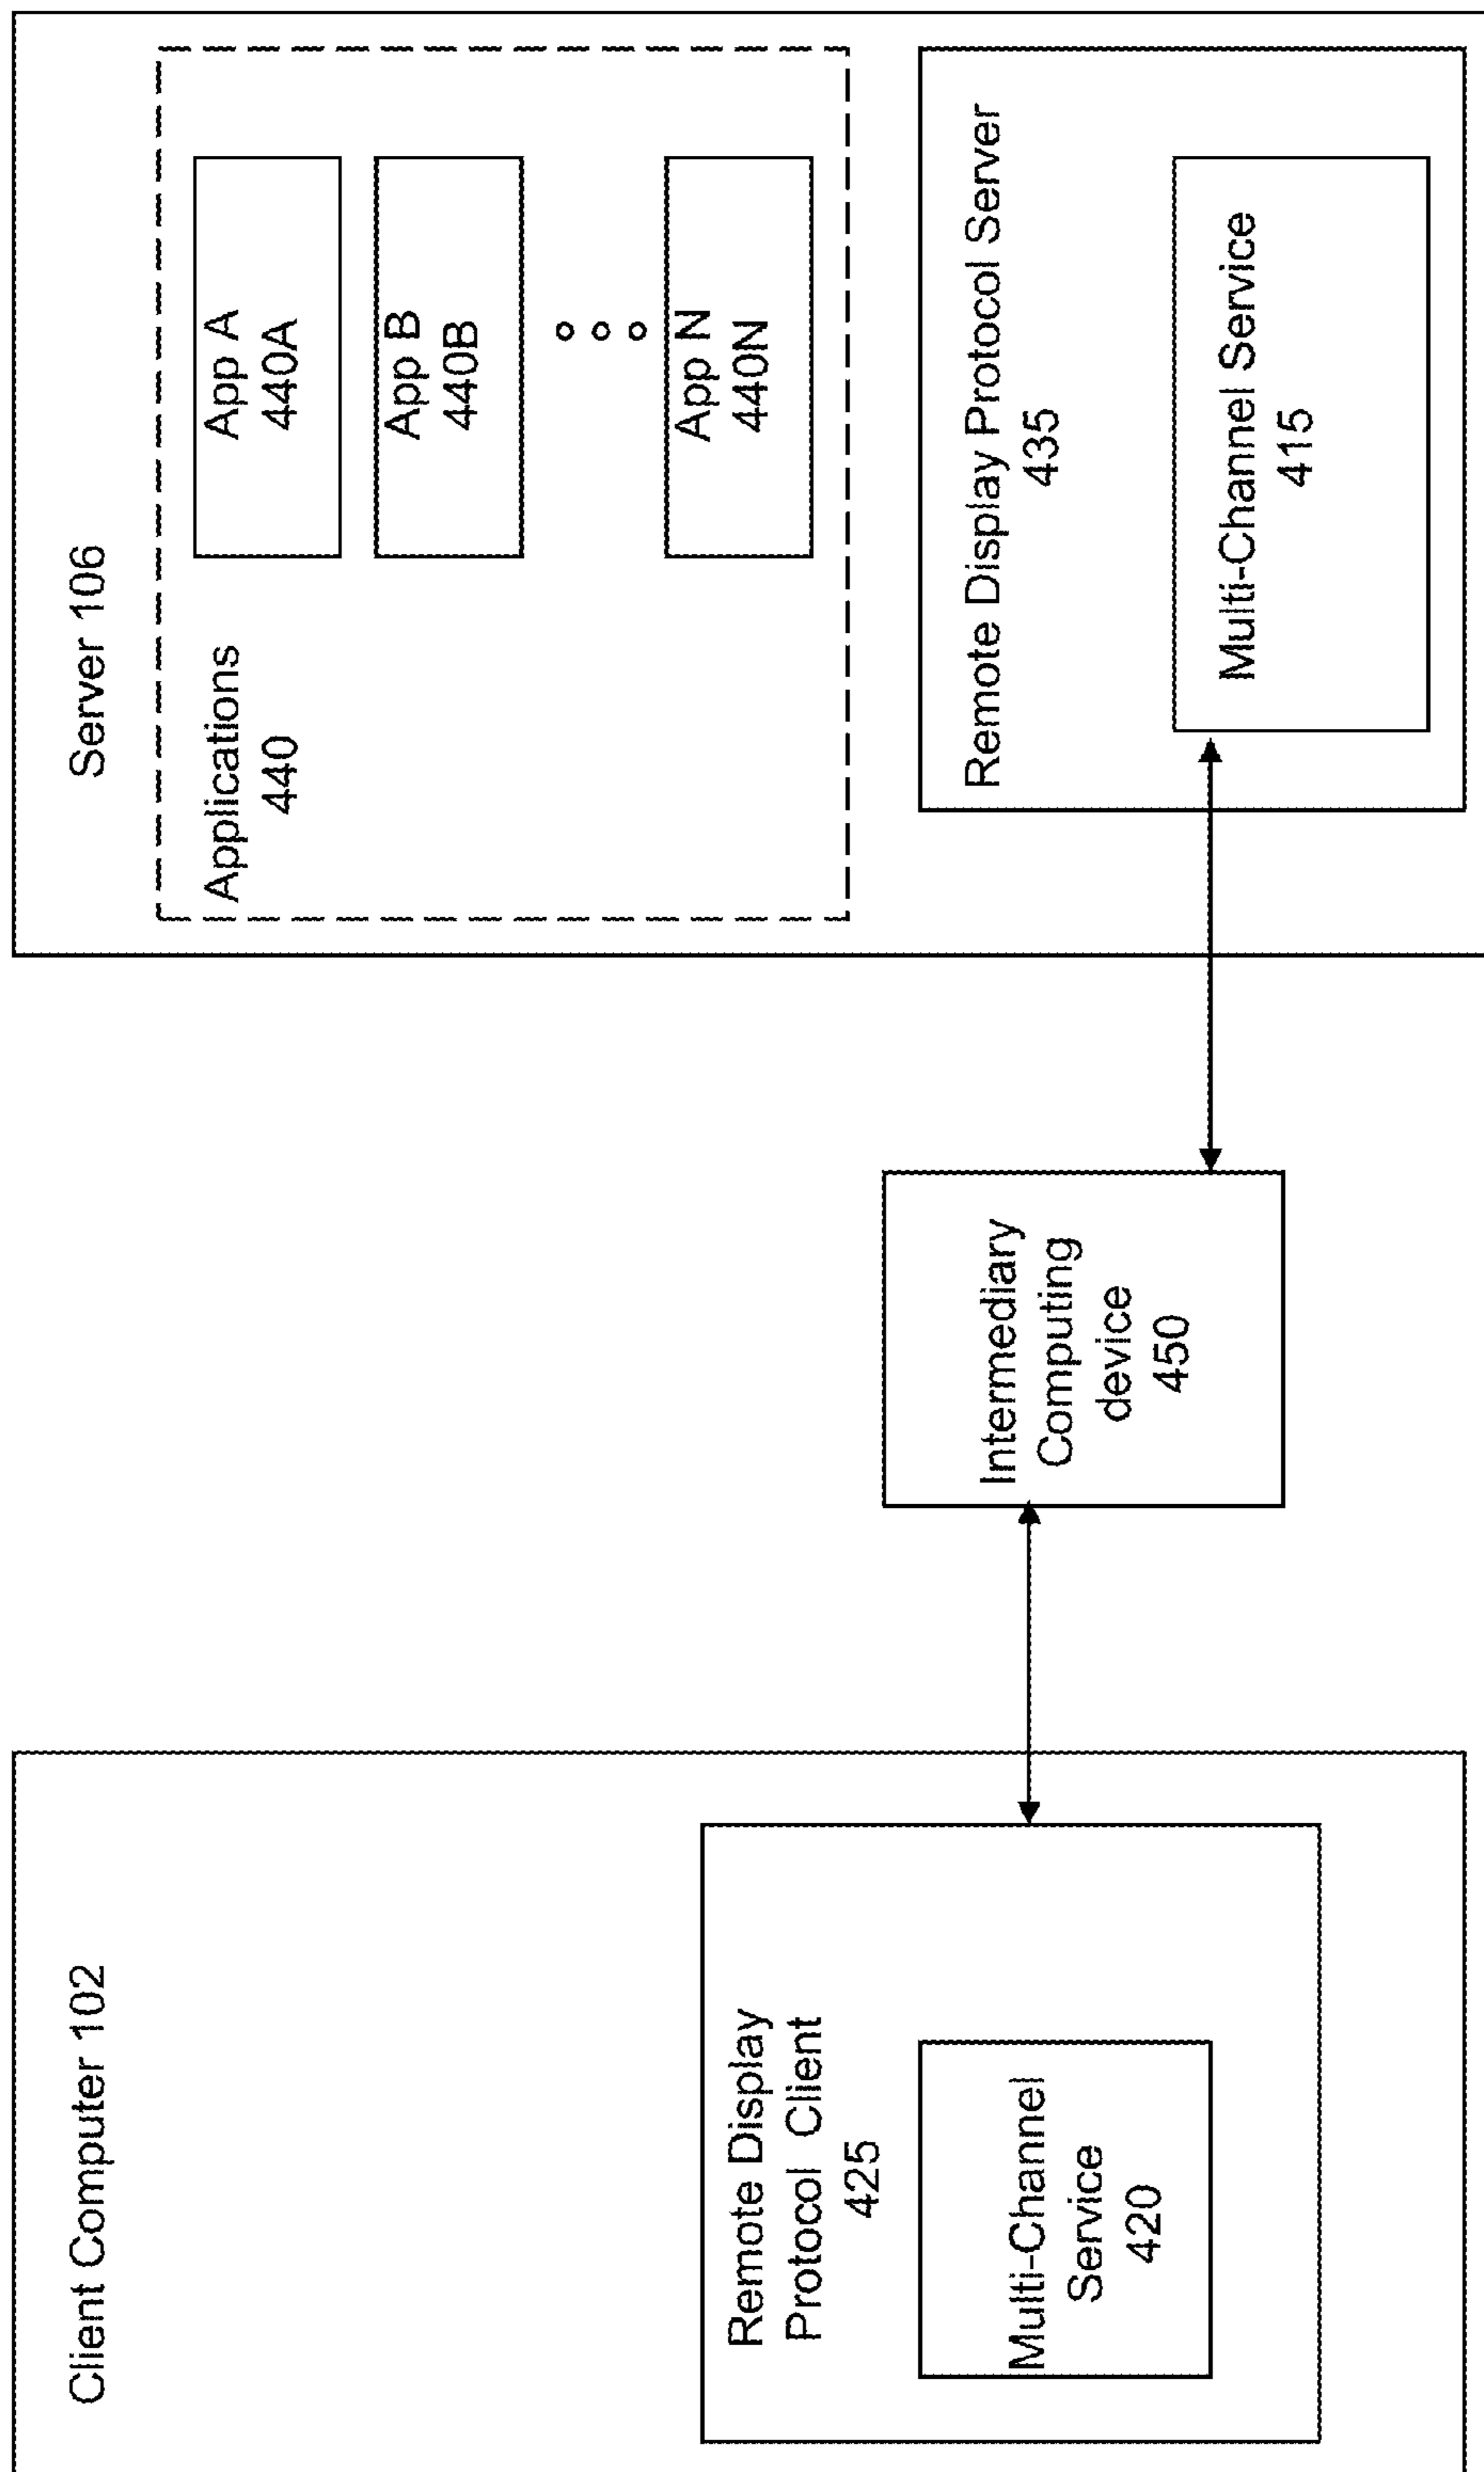 Client Computer 102
Remote Display
Protocol Client
425
Multi-Channel
Service
420
Intermediary
Computing
device
450
Server 106
Applications
440
App A
440A
App B
440B
App N
440N
Remote Display Protocol Server
435
Multi-Channel Service
415